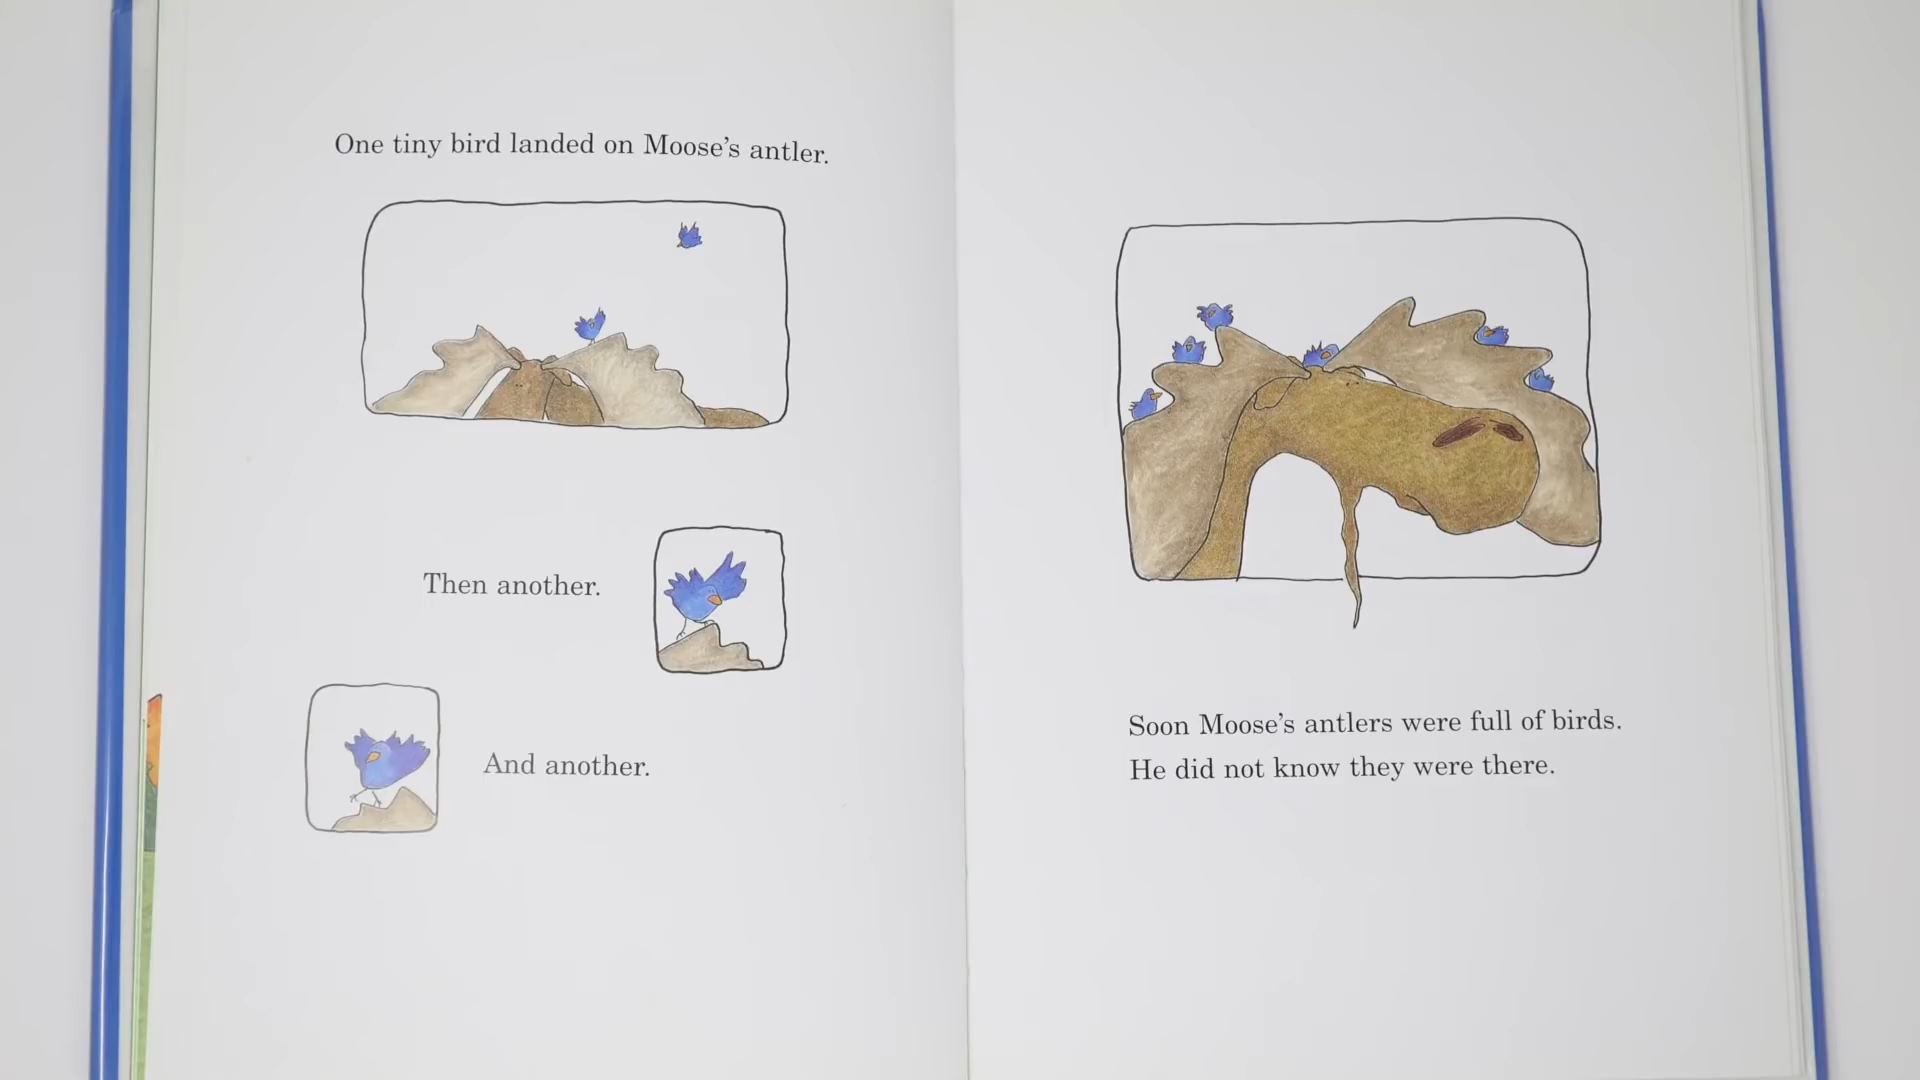 One tiny bird landed on Moose’s antler.
Then another.
And another.
Soon Moose’s antlers were full of birds.
He did not know they were there.